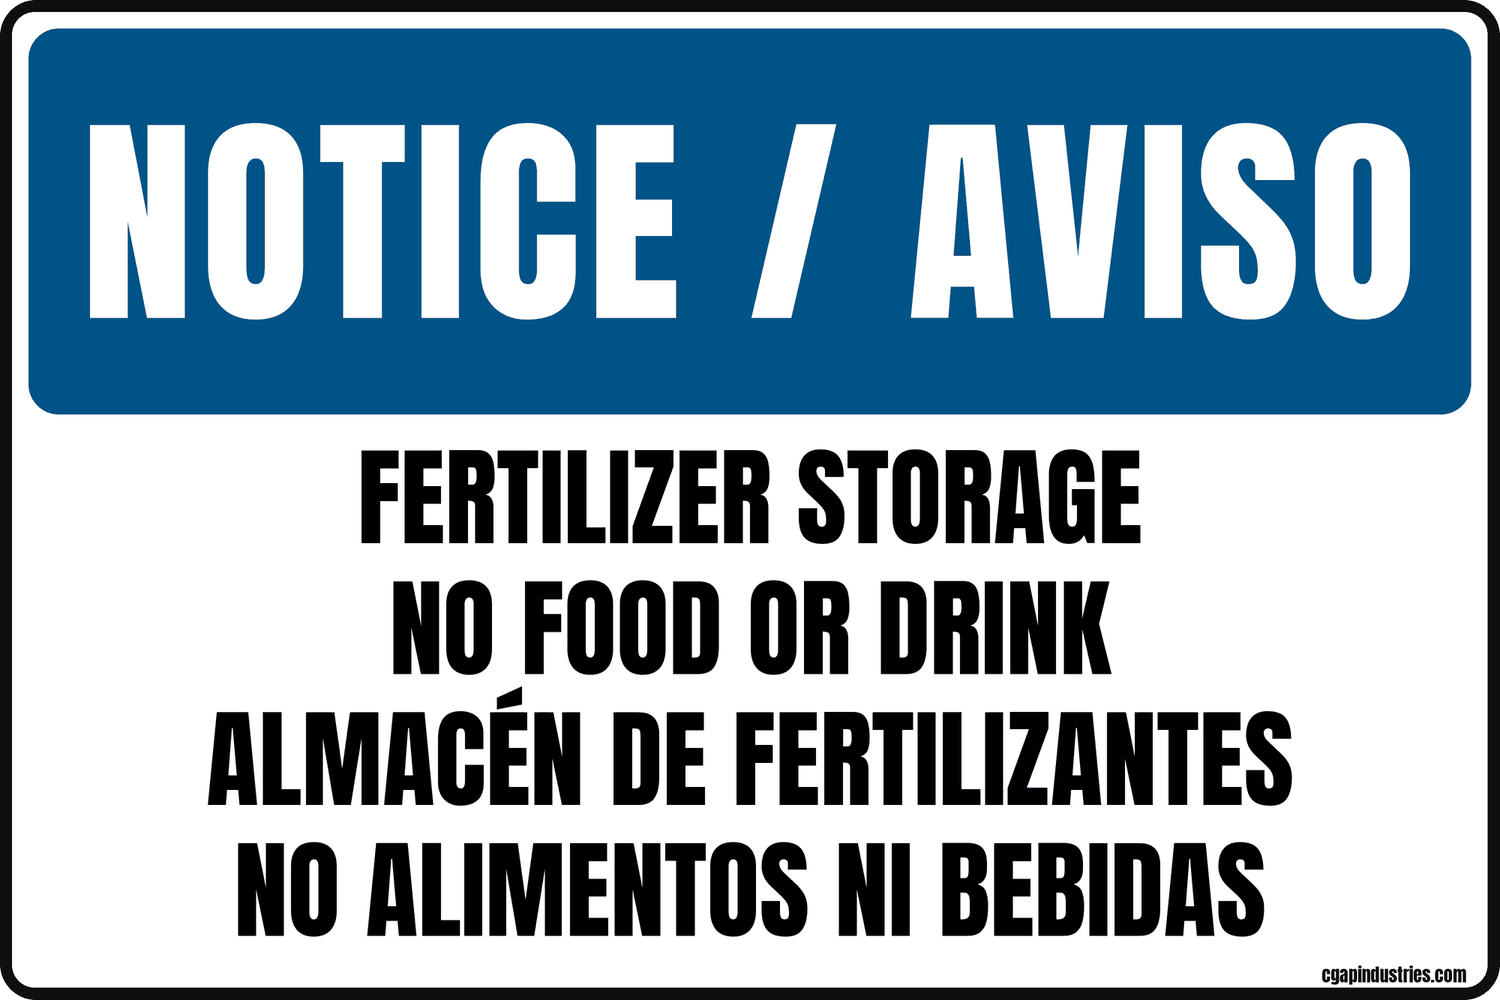 NOTICE / AVISO
FERTILIZER STORAGE
NO FOOD OR DRINK
ALMACÉN DE FERTILIZANTES
NO ALIMENTOS NI BEBIDAS
cgapindustries.com